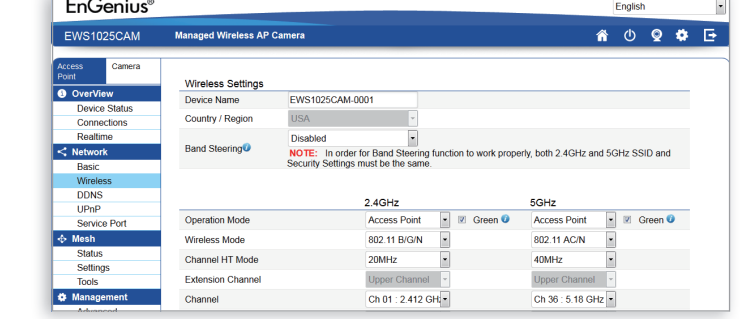 EnGenius®
English
EWS1025CAM Managed Wireless AP Camera
Access Point
Camera
OverView
Device Status
Connections
Realtime
Network
Basic
Wireless
DDNS
UPnP
Service Port
Mesh
Status
Settings
Tools
Management
Advanced
Wireless Settings
Device Name EWS1025CAM-0001
Country / Region USA
Band Steering Disabled
NOTE: In order for Band Steering function to work properly, both 2.4GHz and 5GHz SSID and
Security Settings must be the same.
2.4GHz 5GHz
Operation Mode Access Point Green Access Point Green
Wireless Mode 802.11 B/G/N 802.11 AC/N
Channel HT Mode 20MHz 40MHz
Extension Channel Upper Channel Upper Channel
Channel Ch 01 : 2.412 GHz Ch 36 : 5.18 GHz